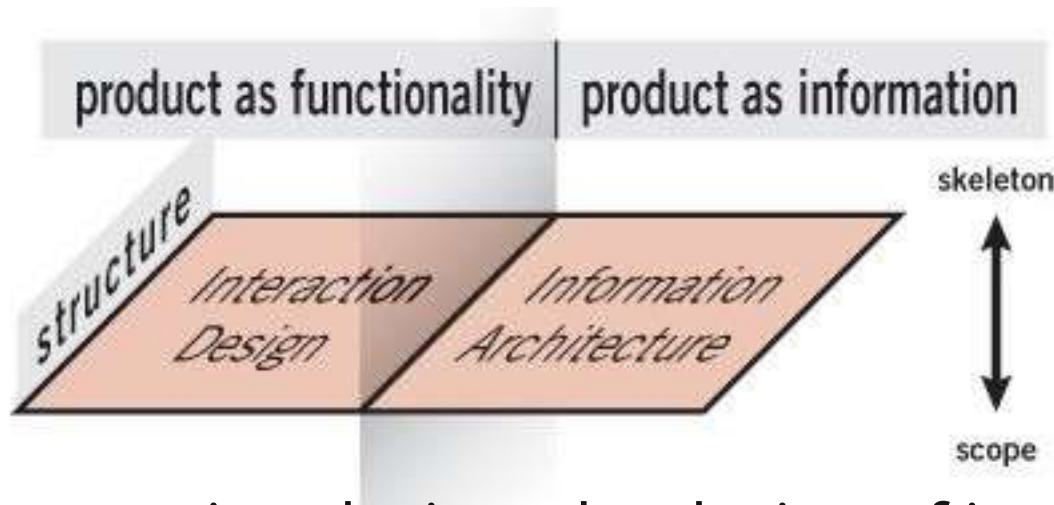 product as functionality
product as information
structure
skeleton
Interaction
Design
Information
Architecture
scope